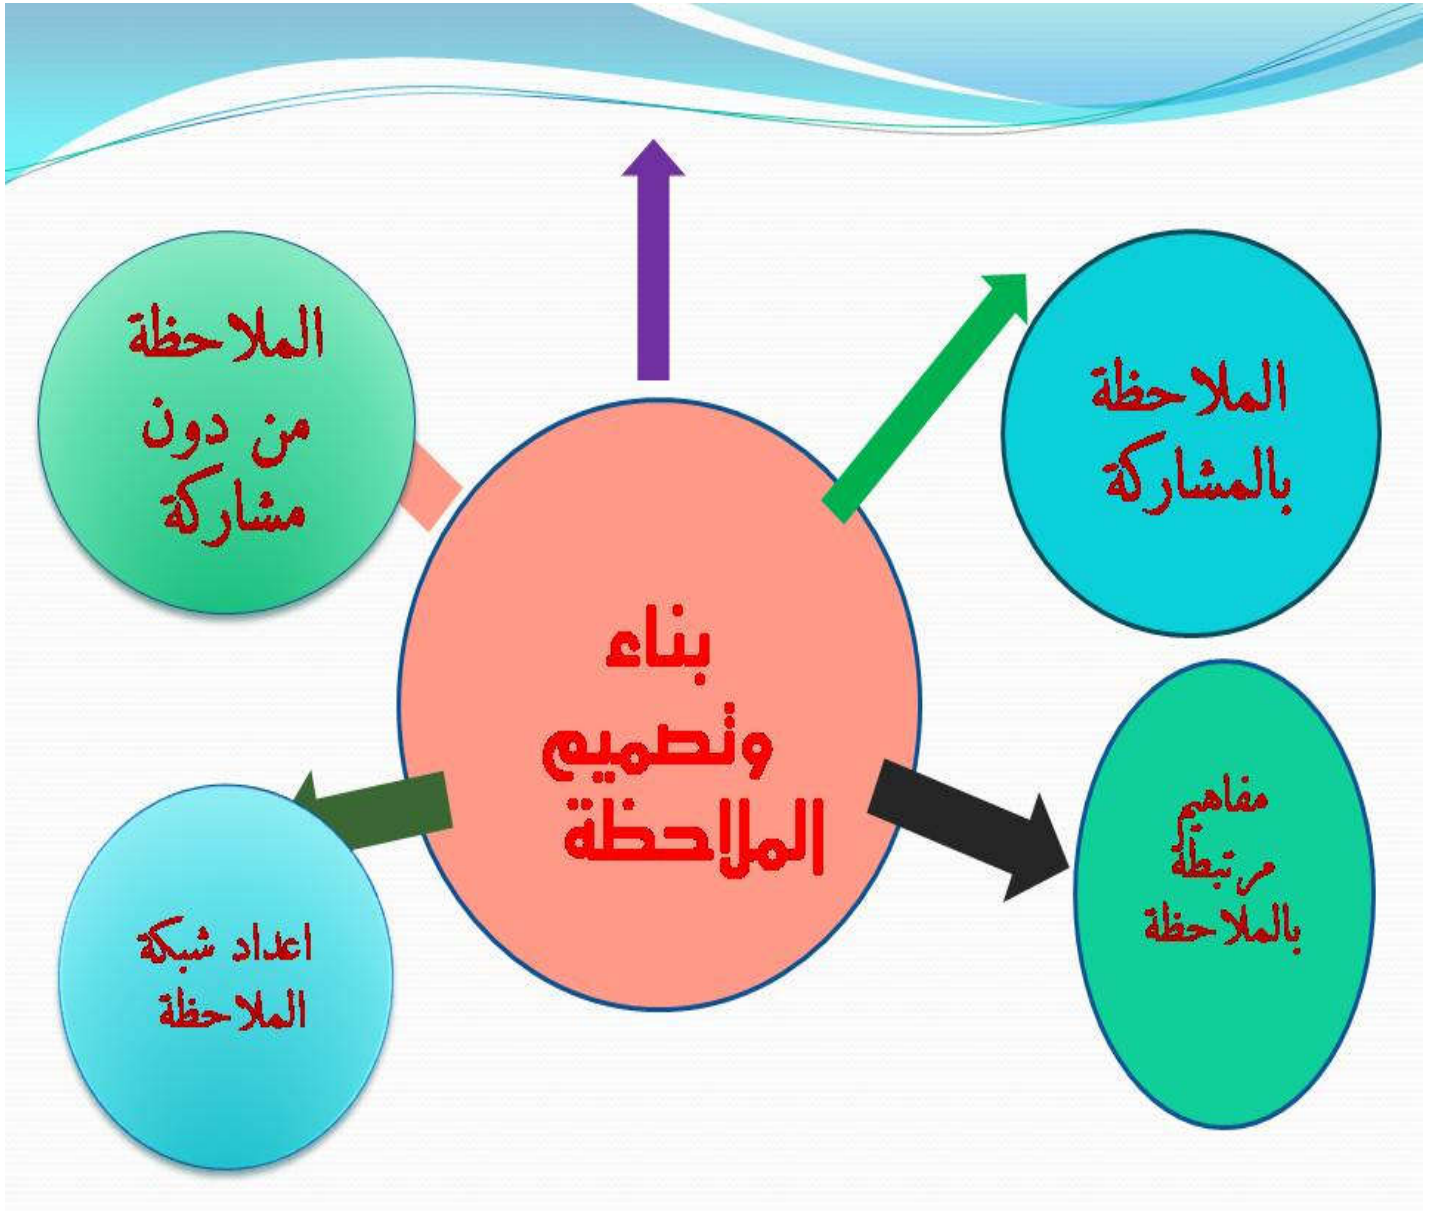 الملاحظة
بالمشاركة
الملاحظة
من دون
مشاركة
بناء
وتصميم
الملاحظة
مفاهيم
مرتبطة
بالملاحظة
اعداد شبكة
الملاحظة